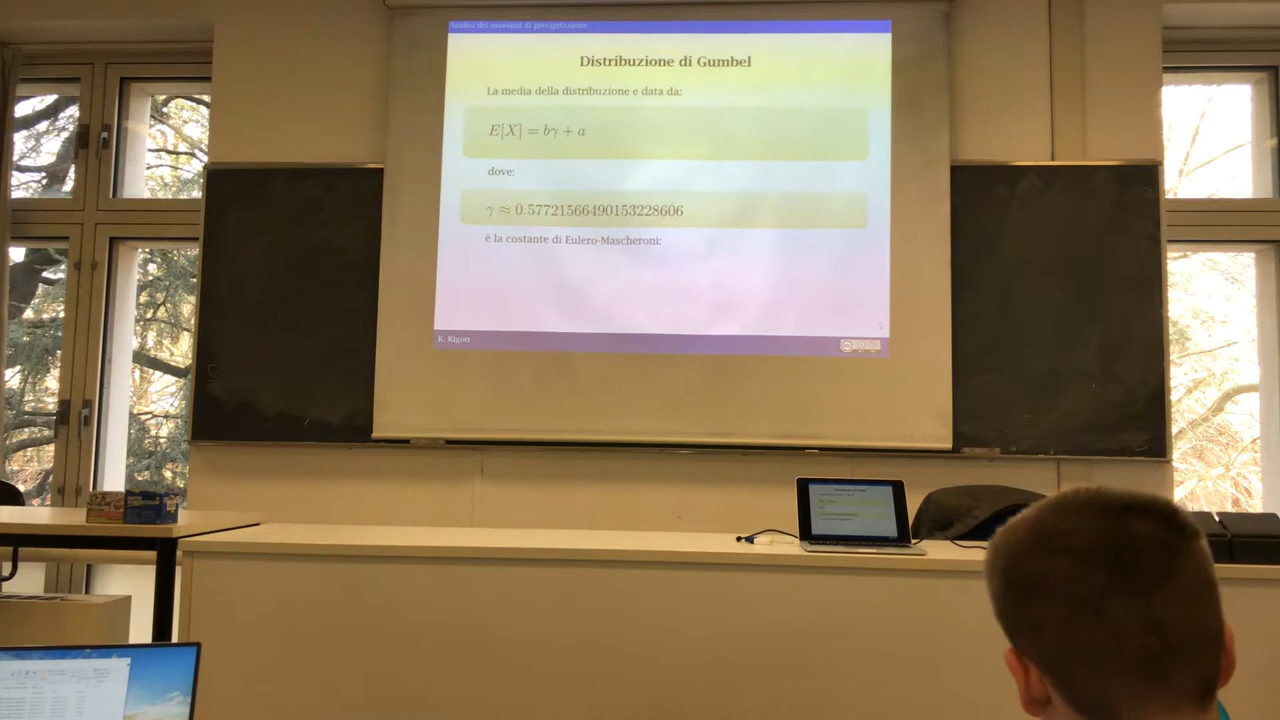 Analisi dei massimi di precipitazione
Distribuzione di Gumbel
La media della distribuzione e data da:
E[X] = bγ + a
dove:
γ ≈ 0.57721566490153228606
è la costante di Eulero-Mascheroni:
5
R. Rigon